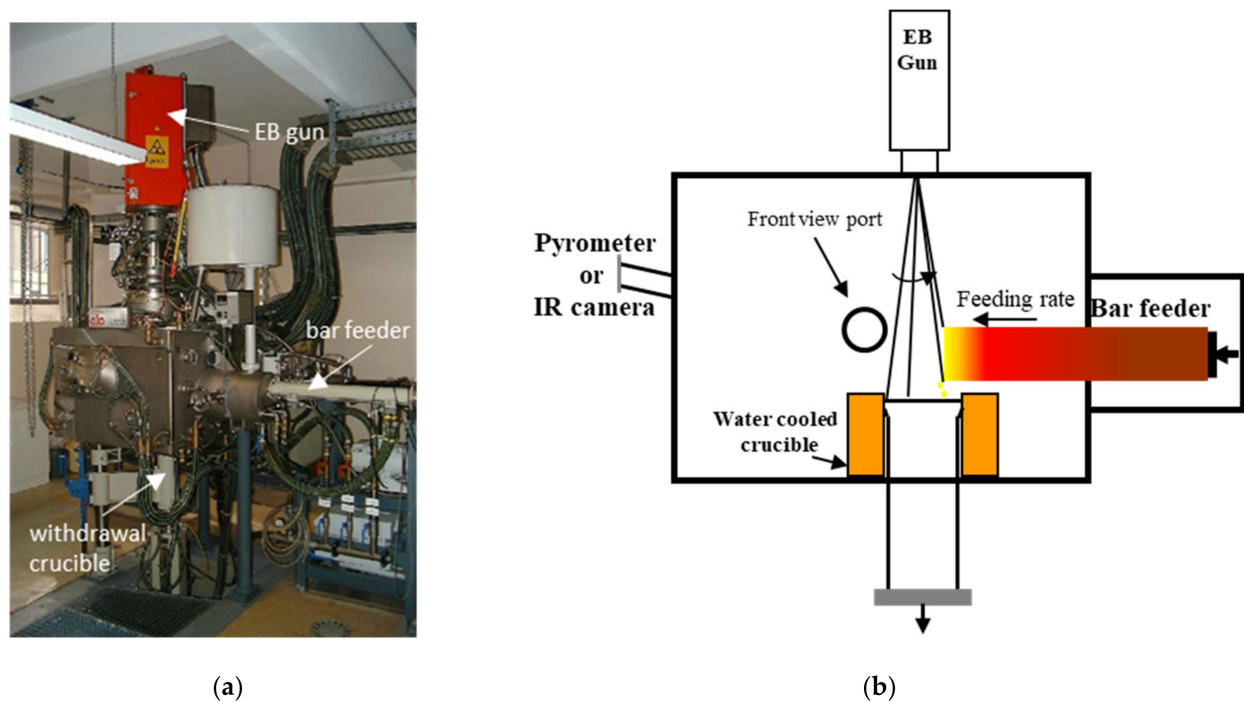 EB gun
bar feeder
withdrawal
crucible
(a)
EB
Gun
Front view port
Pyrometer
or
IR camera
Feeding rate
Bar feeder
Water cooled
crucible
(b)